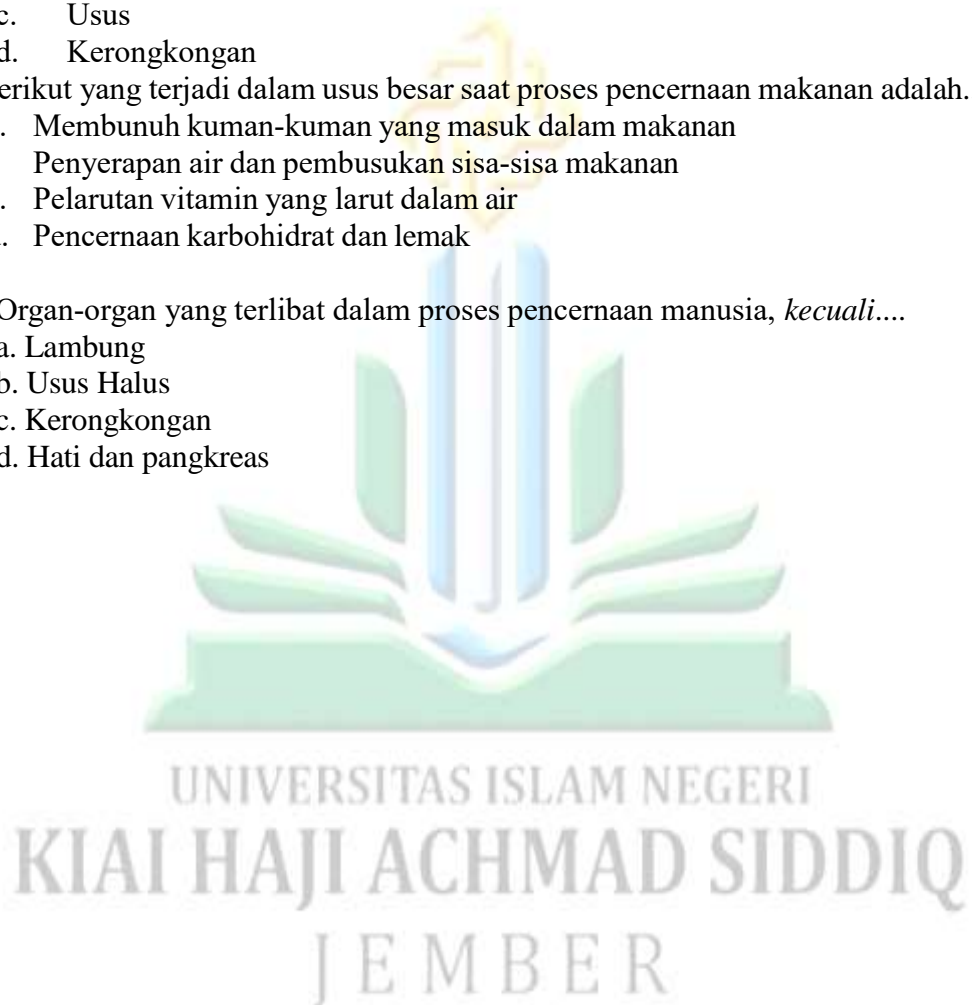 c. Usus
d. Kerongkongan
erikut yang terjadi dalam usus besar saat proses pencernaan makanan adalah.
. Membunuh kuman-kuman yang masuk dalam makanan
Penyerapan air dan pembusukan sisa-sisa makanan
. Pelarutan vitamin yang larut dalam air
. Pencernaan karbohidrat dan lemak
Organ-organ yang terlibat dalam proses pencernaan manusia, kecuali....
a. Lambung
b. Usus Halus
c. Kerongkongan
d. Hati dan pangkreas
UNIVERSITAS ISLAM NEGERI
KIAI HAJI ACHMAD SIDDIQ
JEMBER